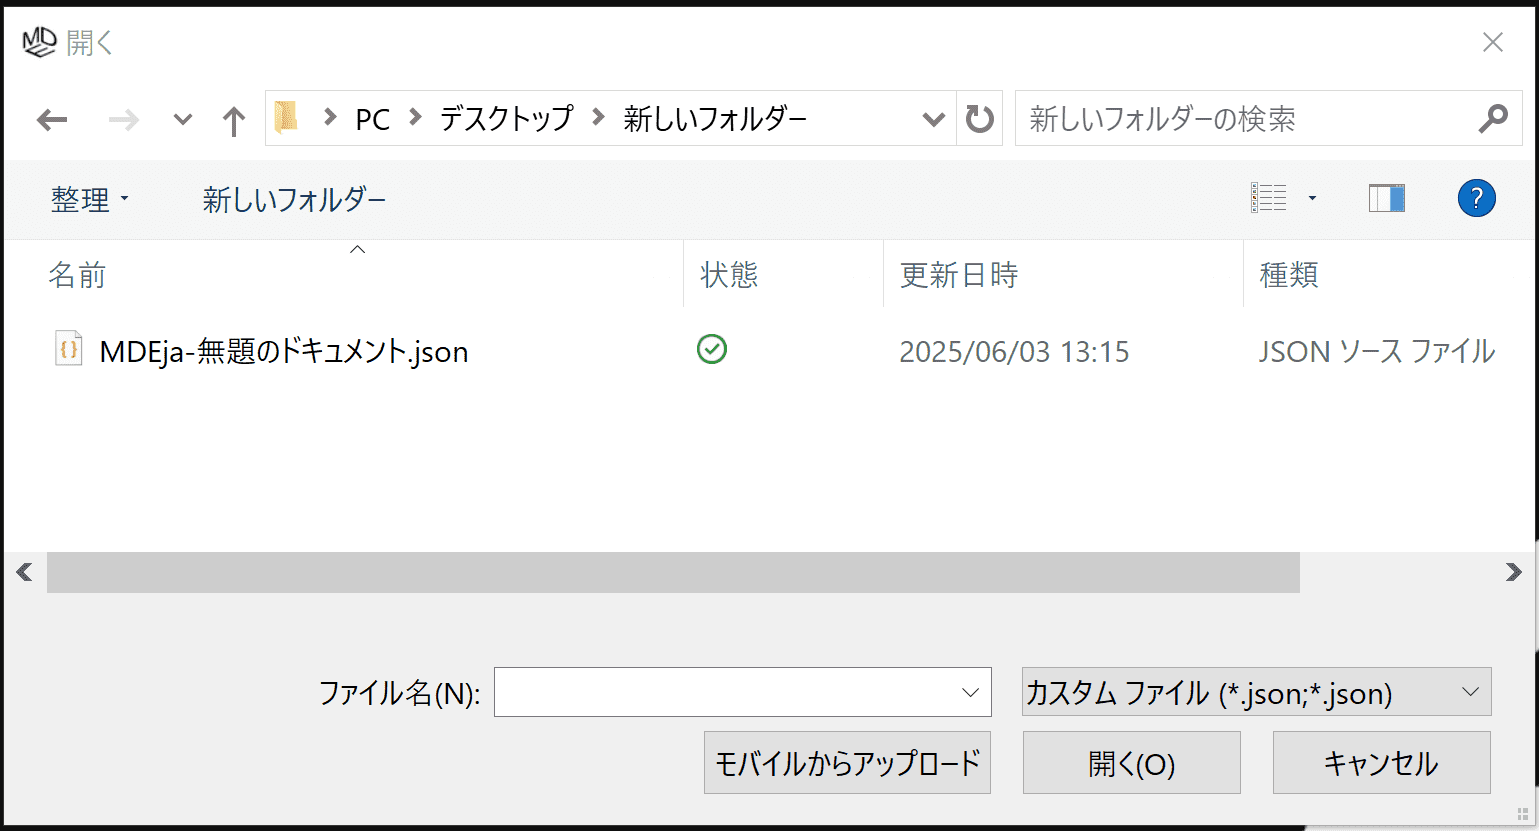 MD 開く
PC デスクトップ 新しいフォルダー 新しいフォルダーの検索
整理 新しいフォルダー ?
名前 状態 更新日時 種類
{} MDEja-無題のドキュメント.json 2025/06/03 13:15 JSON ソース ファイル
ファイル名(N): カスタム ファイル (*.json;*.json)
モバイルからアップロード 開く(O) キャンセル